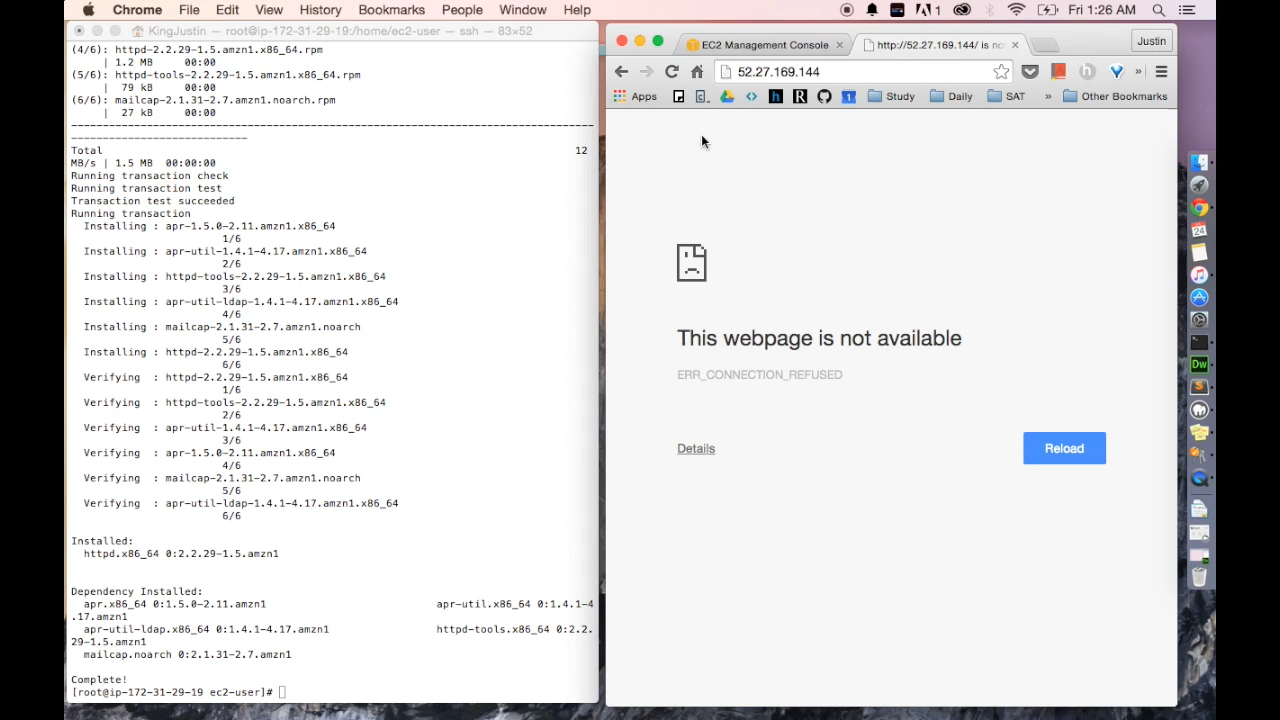 Chrome File Edit View History Bookmarks People Window Help 1 Fri 1:26 AM
root@ip-172-31-29-19:/home/ec2-user — ssh — 83×52
(4/6): httpd-2.2.29-1.5.amzn1.x86_64.rpm
| 1.2 MB 00:00
(5/6): httpd-tools-2.2.29-1.5.amzn1.x86_64.rpm
| 79 kB 00:00
(6/6): mailcap-2.1.31-2.7.amzn1.noarch.rpm
| 27 kB 00:00
--------------------------------------------------------------------------------
---------------------------
Total 12
MB/s | 1.5 MB 00:00:00
Running transaction check
Running transaction test
Transaction test succeeded
Running transaction
Installing : apr-1.5.0-2.11.amzn1.x86_64
1/6
Installing : apr-util-1.4.1-4.17.amzn1.x86_64
2/6
Installing : httpd-tools-2.2.29-1.5.amzn1.x86_64
3/6
Installing : apr-util-ldap-1.4.1-4.17.amzn1.x86_64
4/6
Installing : mailcap-2.1.31-2.7.amzn1.noarch
5/6
Installing : httpd-2.2.29-1.5.amzn1.x86_64
6/6
Verifying : httpd-2.2.29-1.5.amzn1.x86_64
1/6
Verifying : httpd-tools-2.2.29-1.5.amzn1.x86_64
2/6
Verifying : apr-util-1.4.1-4.17.amzn1.x86_64
3/6
Verifying : apr-1.5.0-2.11.amzn1.x86_64
4/6
Verifying : mailcap-2.1.31-2.7.amzn1.noarch
5/6
Verifying : apr-util-ldap-1.4.1-4.17.amzn1.x86_64
6/6
Installed:
httpd.x86_64 0:2.2.29-1.5.amzn1
Dependency Installed:
apr.x86_64 0:1.5.0-2.11.amzn1 apr-util.x86_64 0:1.4.1-4
.17.amzn1
apr-util-ldap.x86_64 0:1.4.1-4.17.amzn1 httpd-tools.x86_64 0:2.2.
29-1.5.amzn1
mailcap.noarch 0:2.1.31-2.7.amzn1
Complete!
[root@ip-172-31-29-19 ec2-user]#
EC2 Management Console × http://52.27.169.144/ is no × Justin
52.27.169.144 h »
Apps h R 1 Study Daily SAT » Other Bookmarks
This webpage is not available
ERR_CONNECTION_REFUSED
Details Reload
24
Dw
S